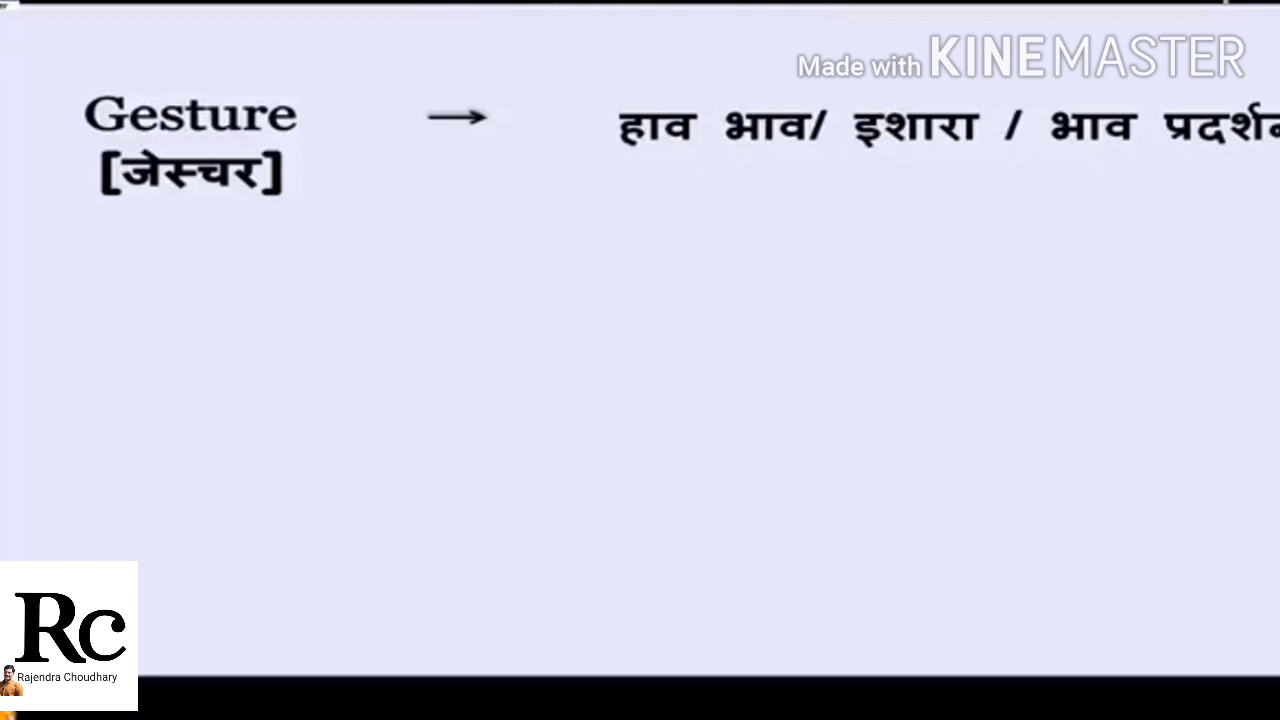 Made with KINEMASTER
Gesture → हाव भाव/ इशारा / भाव
[जेस्चर]
Rc
Rajendra Choudhary